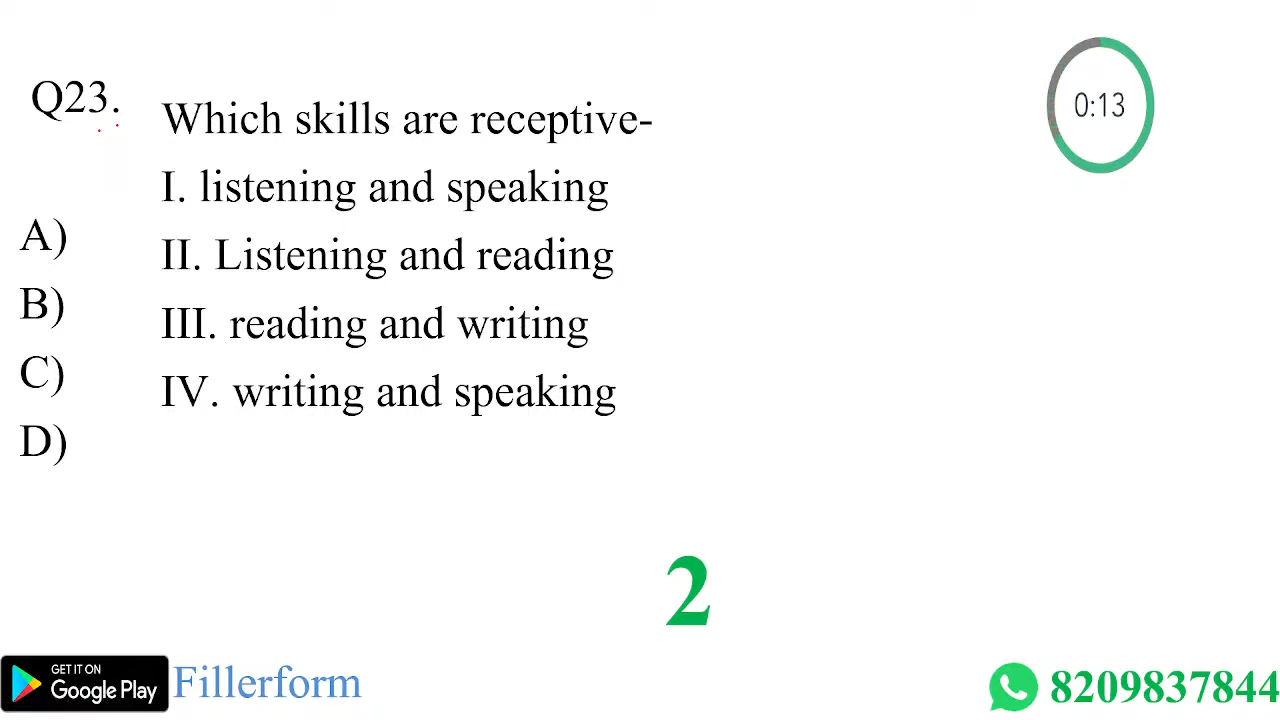 Q23.
Which skills are receptive-
I. listening and speaking
A)
II. Listening and reading
B)
III. reading and writing
C)
IV. writing and speaking
D)
0:13
2
GET IT ON
Google Play
Fillerform
8209837844